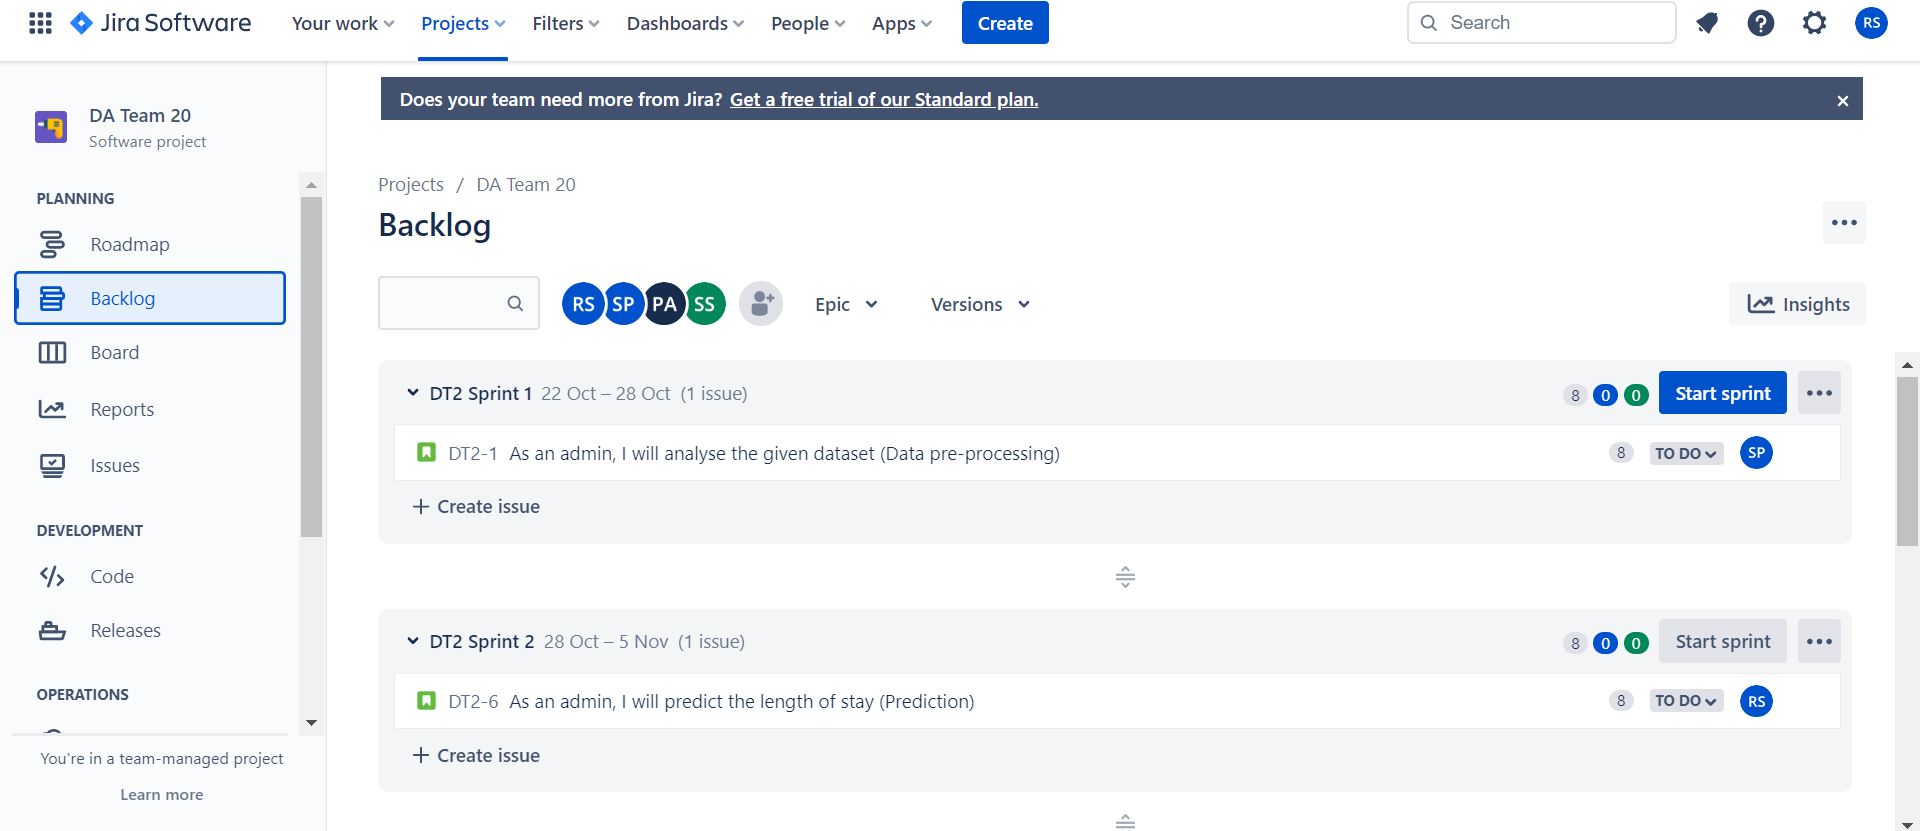 Jira Software Your work Projects Filters Dashboards People Apps Create Search RS
Does your team need more from Jira? Get a free trial of our Standard plan.
DA Team 20
Software project
PLANNING
Roadmap
Backlog
Board
Reports
Issues
DEVELOPMENT
Code
Releases
OPERATIONS
You're in a team-managed project
Learn more
Projects / DA Team 20
Backlog
RS SP PA SS Epic Versions Insights
DT2 Sprint 1 22 Oct – 28 Oct (1 issue) 8 0 0 Start sprint
DT2-1 As an admin, I will analyse the given dataset (Data pre-processing) 8 TO DO SP
+ Create issue
DT2 Sprint 2 28 Oct – 5 Nov (1 issue) 8 0 0 Start sprint
DT2-6 As an admin, I will predict the length of stay (Prediction) 8 TO DO RS
+ Create issue